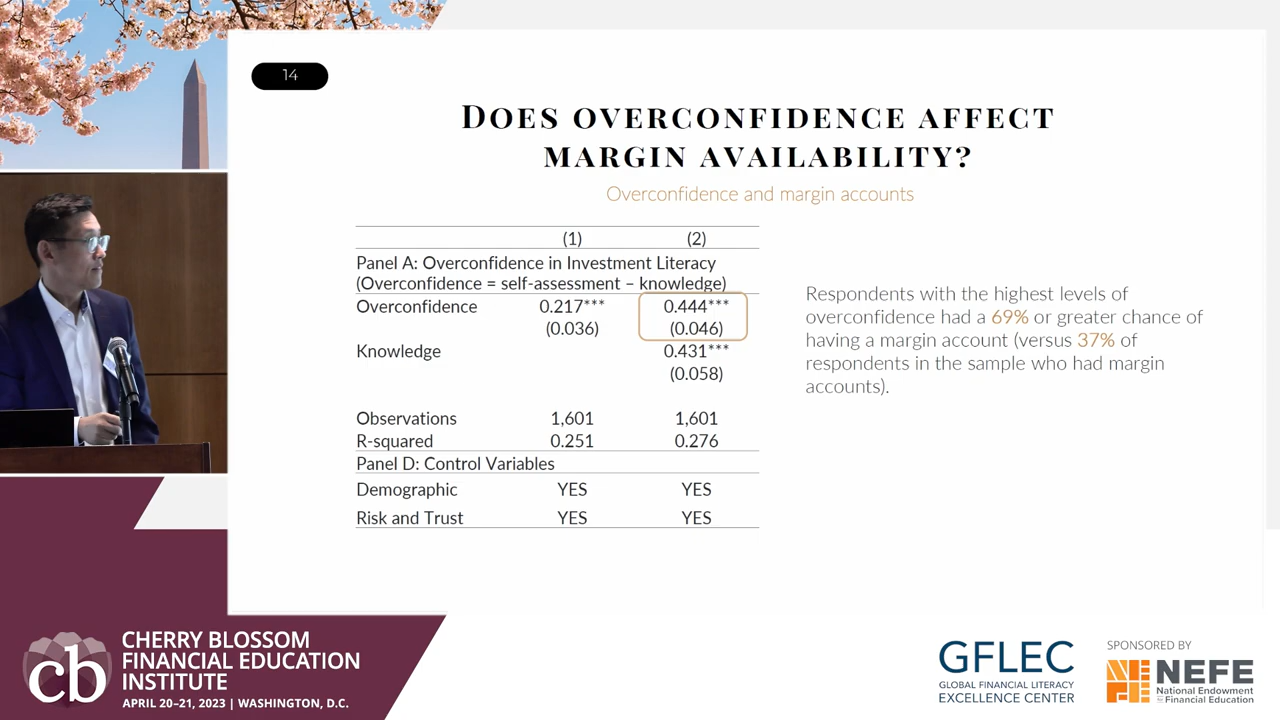 14
DOES OVERCONFIDENCE AFFECT
MARGIN AVAILABILITY?
Overconfidence and margin accounts
(1) (2)
Panel A: Overconfidence in Investment Literacy
(Overconfidence = self-assessment – knowledge)
Overconfidence 0.217*** 0.444***
(0.036) (0.046)
Knowledge 0.431***
(0.058)
Observations 1,601 1,601
R-squared 0.251 0.276
Panel D: Control Variables
Demographic YES YES
Risk and Trust YES YES
Respondents with the highest levels of
overconfidence had a 69% or greater chance of
having a margin account (versus 37% of
respondents in the sample who had margin
accounts).
cb
CHERRY BLOSSOM
FINANCIAL EDUCATION
INSTITUTE
APRIL 20–21, 2023 | WASHINGTON, D.C.
GFLEC
GLOBAL FINANCIAL LITERACY
EXCELLENCE CENTER
SPONSORED BY
NEFE
National Endowment
for Financial Education